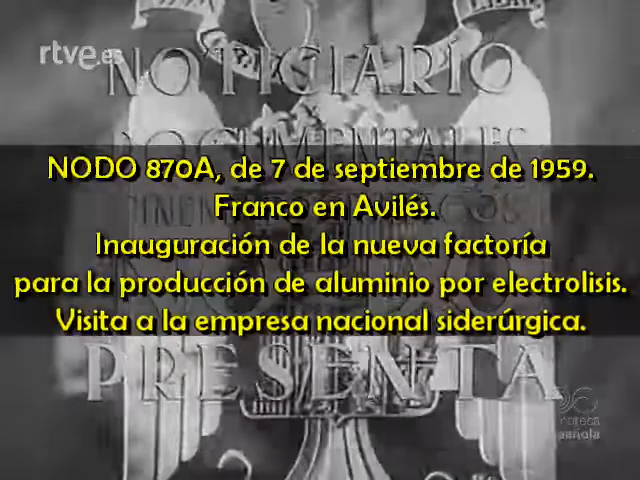 rtve.es
NOTICIARIO
DOCUMENTALES
NODO 870A, de 7 de septiembre de 1959.
Franco en Avilés.
Inauguración de la nueva factoría
para la producción de aluminio por electrolisis.
Visita a la empresa nacional siderúrgica.
PRESENTA